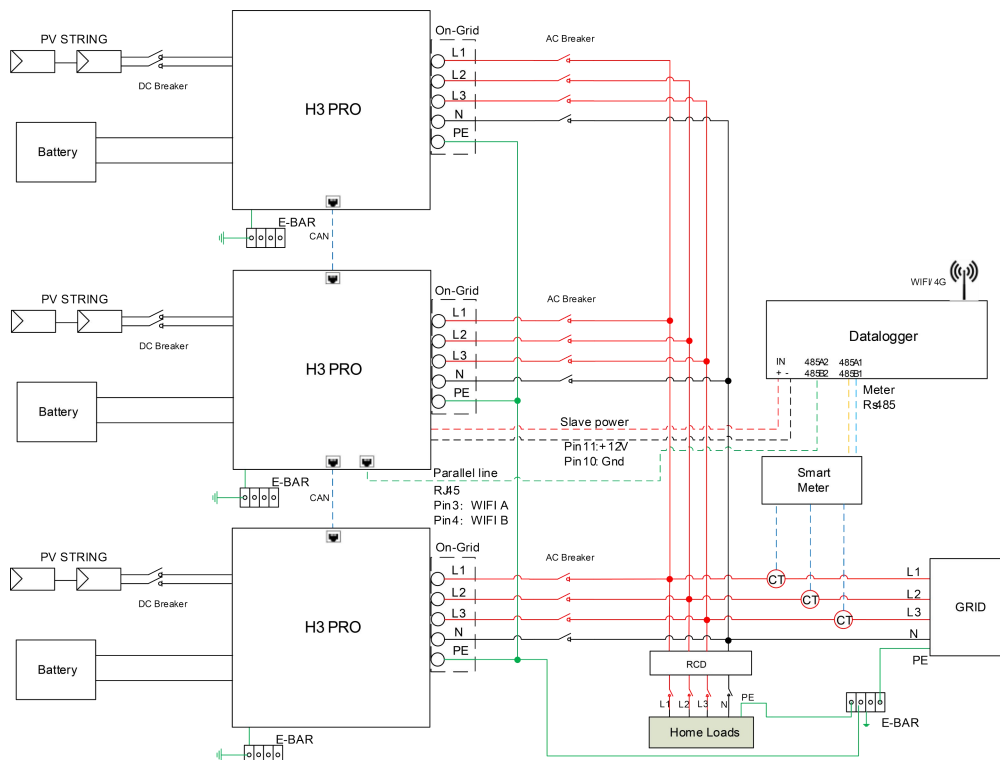 PV STRING
DC Breaker
Battery
H3 PRO
On-Grid
L1
L2
L3
N
PE
AC Breaker
E-BAR
CAN
PV STRING
DC Breaker
Battery
H3 PRO
On-Grid
L1
L2
L3
N
PE
AC Breaker
WIFI/4G
Datalogger
IN
+ -
485A2
485B2
485A1
485B1
Meter
Rs485
Slave power
Pin11:+12V
Pin10:Gnd
Parallel line
RJ45
Pin3: WIFI A
Pin4: WIFI B
E-BAR
CAN
Smart
Meter
PV STRING
DC Breaker
Battery
H3 PRO
On-Grid
L1
L2
L3
N
PE
AC Breaker
CT
CT
CT
L1
L2
L3
N
PE
GRID
RCD
L1
L2
L3
N
PE
Home Loads
E-BAR
E-BAR